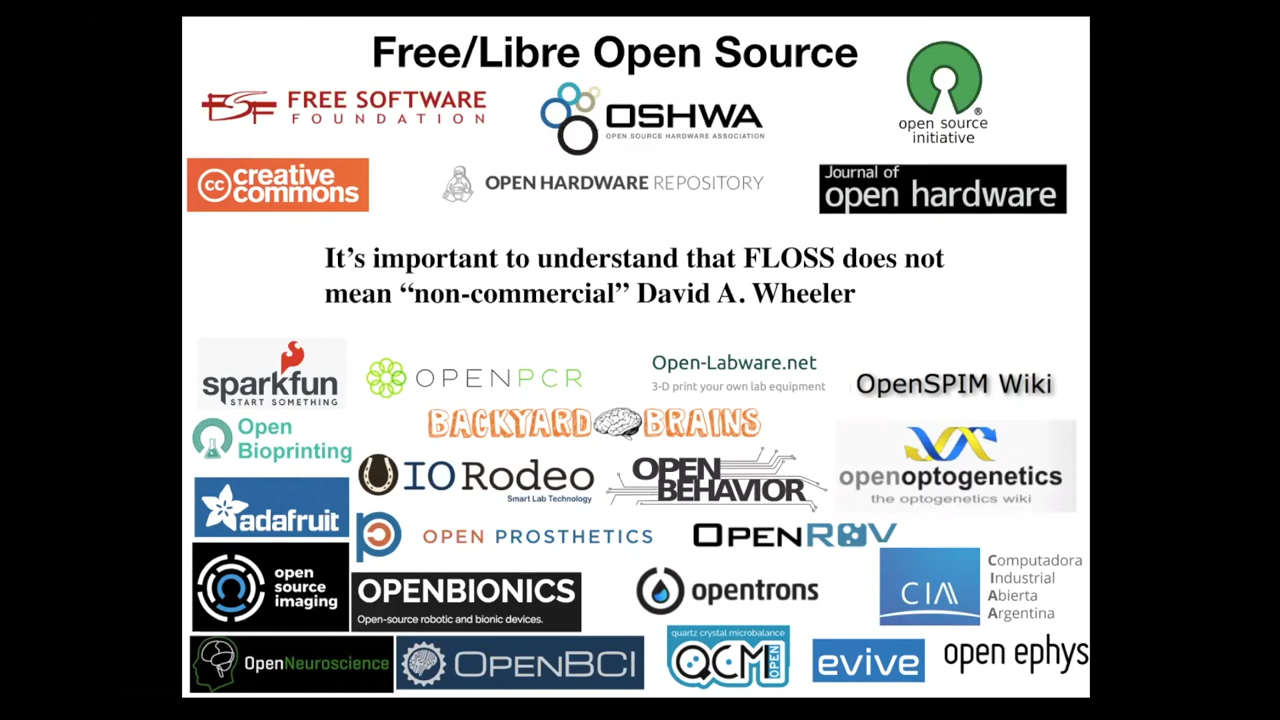 Free/Libre Open Source
FSF FREE SOFTWARE
FOUNDATION
OSHWA
OPEN SOURCE HARDWARE ASSOCIATION
open source
initiative
®
cc creative
commons
OPEN HARDWARE REPOSITORY
Journal of
open hardware
It’s important to understand that FLOSS does not
mean “non-commercial” David A. Wheeler
sparkfun
START SOMETHING
OPENPCR
Open-Labware.net
3-D print your own lab equipment
OpenSPIM Wiki
BACKYARD BRAINS
Open
Bioprinting
IO Rodeo
Smart Lab Technology
OPEN
BEHAVIOR
openoptogenetics
the optogenetics wiki
adafruit
OPEN PROSTHETICS
OPENROV
open
source
imaging
OPENBIONICS
Open-source robotic and bionic devices.
opentrons
CIAA
Computadora
Industrial
Abierta
Argentina
OpenNeuroscience
OPENBCI
quartz crystal microbalance
QCM
OPEN
evive
open ephys